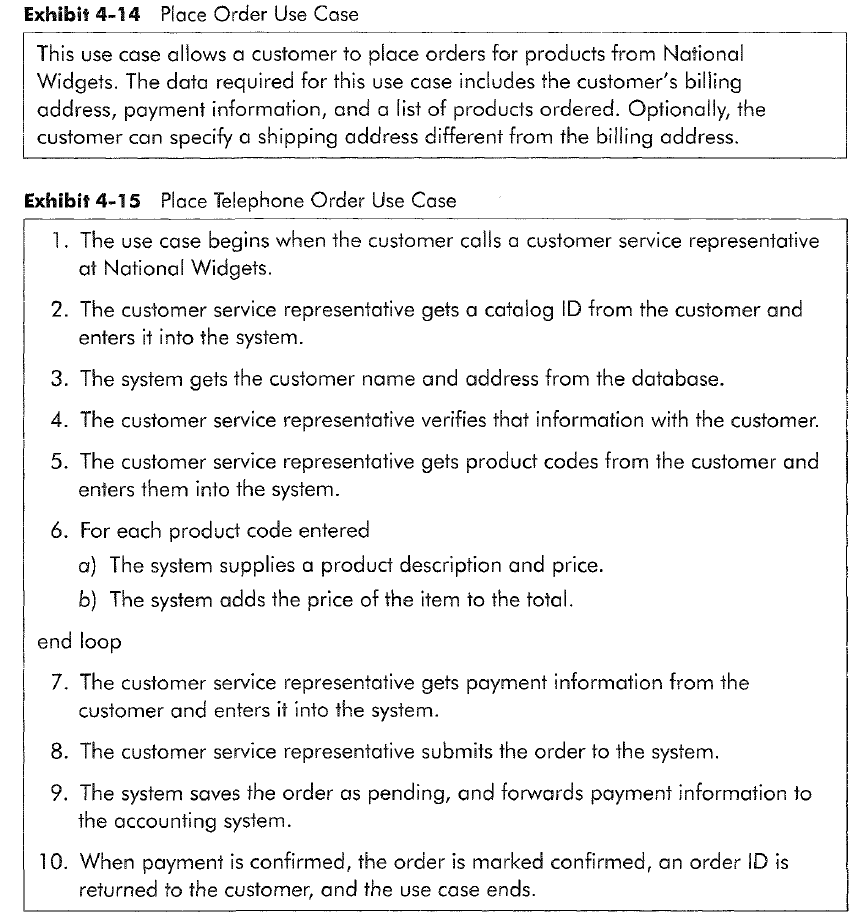 Exhibit 4-14 Place Order Use Case
This use case allows a customer to place orders for products from National
Widgets. The data required for this use case includes the customer's billing
address, payment information, and a list of products ordered. Optionally, the
customer can specify a shipping address different from the billing address.
Exhibit 4-15 Place Telephone Order Use Case
1. The use case begins when the customer calls a customer service representative
at National Widgets.
2. The customer service representative gets a catalog ID from the customer and
enters it into the system.
3. The system gets the customer name and address from the database.
4. The customer service representative verifies that information with the customer.
5. The customer service representative gets product codes from the customer and
enters them into the system.
6. For each product code entered
a) The system supplies a product description and price.
b) The system adds the price of the item to the total.
end loop
7. The customer service representative gets payment information from the
customer and enters it into the system.
8. The customer service representative submits the order to the system.
9. The system saves the order as pending, and forwards payment information to
the accounting system.
10. When payment is confirmed, the order is marked confirmed, an order ID is
returned to the customer, and the use case ends.